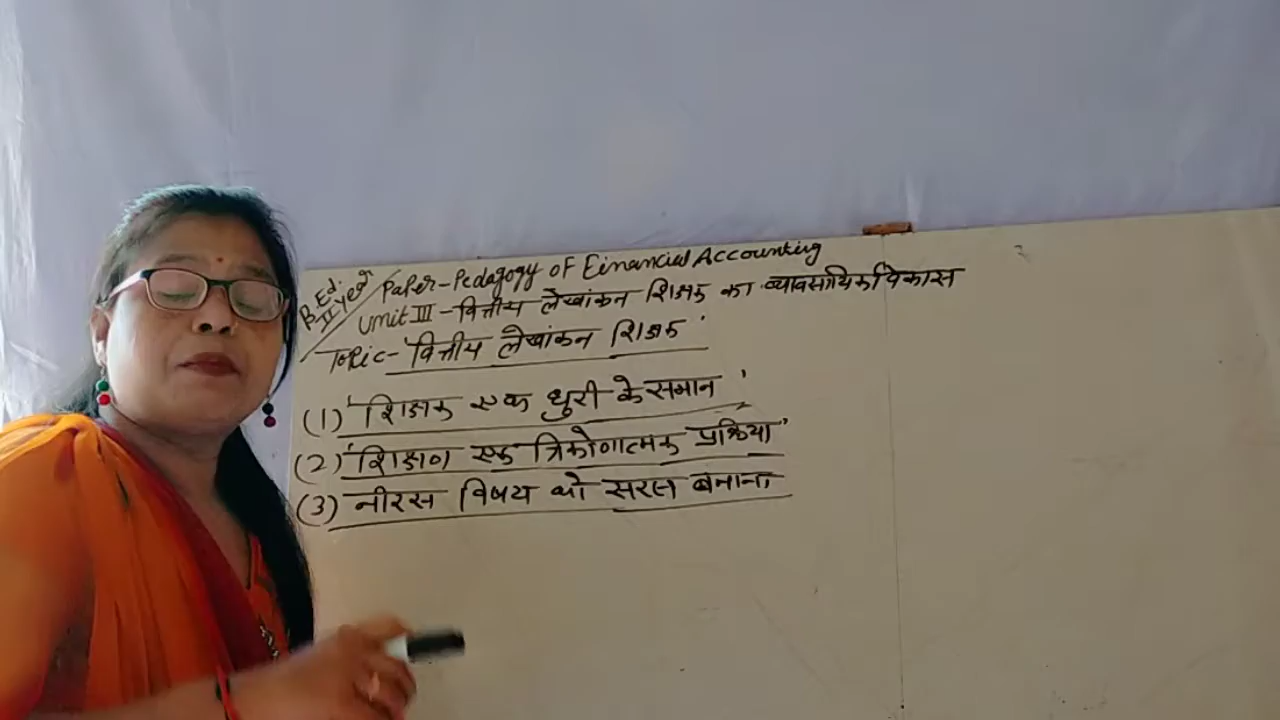 B.Ed. II Year
Paper-Pedagogy of Financial Accounting
Unit III - वित्तीय लेखांकन शिक्षक का व्यावसायिक विकास
Topic- 'वित्तीय लेखांकन शिक्षक'
(1) 'शिक्षक एक धुरी के समान'
(2) 'शिक्षण एक त्रिकोणात्मक प्रक्रिया'
(3) नीरस विषय को सरल बनाना